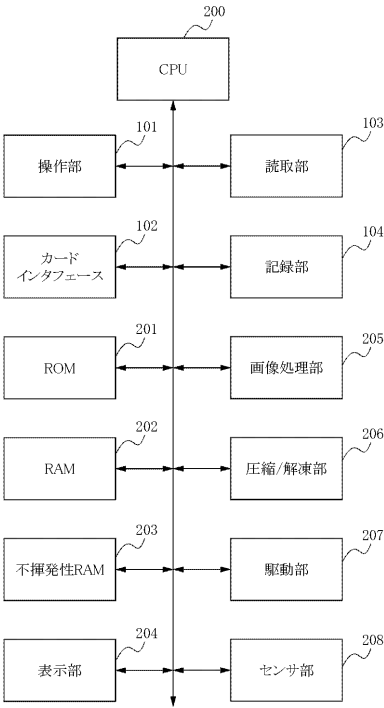 200
CPU
101
操作部
103
読取部
102
カード
インタフェース
104
記録部
201
ROM
205
画像処理部
202
RAM
206
圧縮/解凍部
203
不揮発性RAM
207
駆動部
204
表示部
208
センサ部